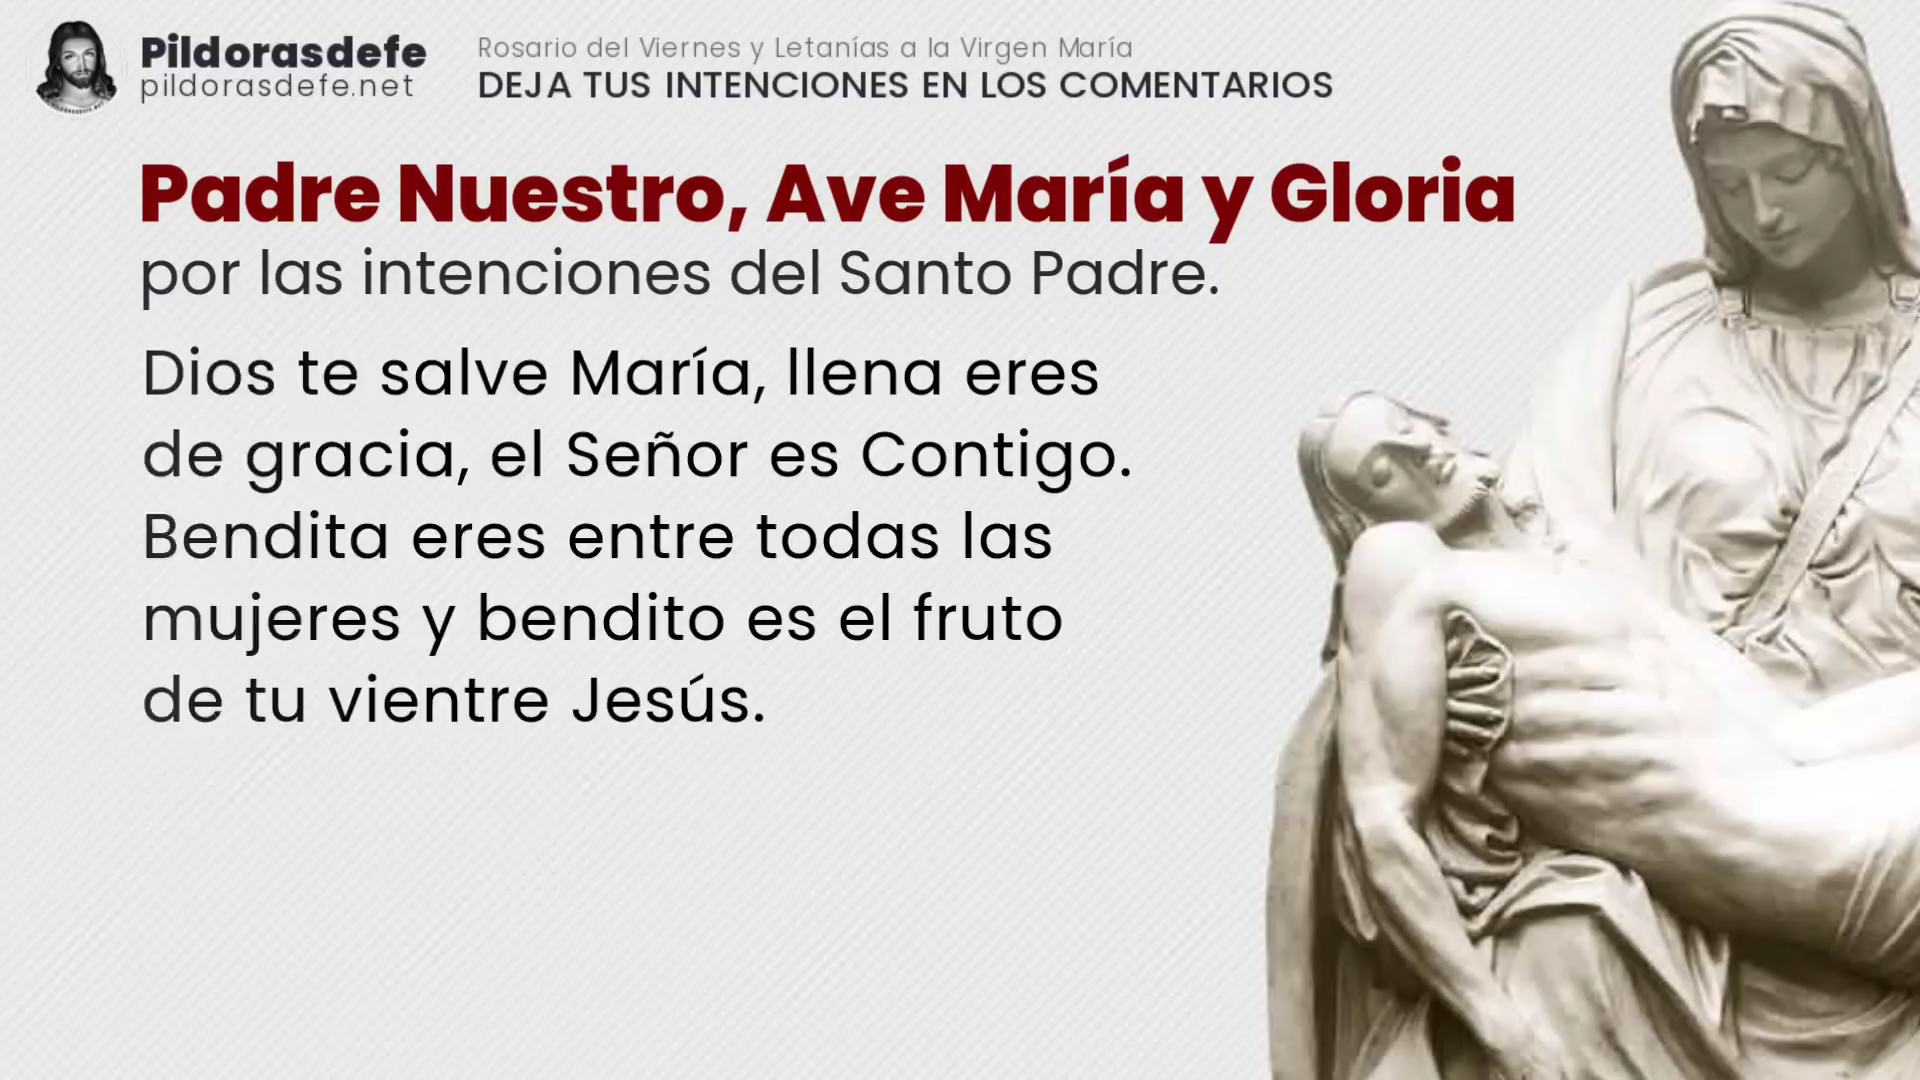 Pildorasdefe
pildorasdefe.net
Rosario del Viernes y Letanías a la Virgen María
DEJA TUS INTENCIONES EN LOS COMENTARIOS
Padre Nuestro, Ave María y Gloria
por las intenciones del Santo Padre.
Dios te salve María, llena eres
de gracia, el Señor es Contigo.
Bendita eres entre todas las
mujeres y bendito es el fruto
de tu vientre Jesús.